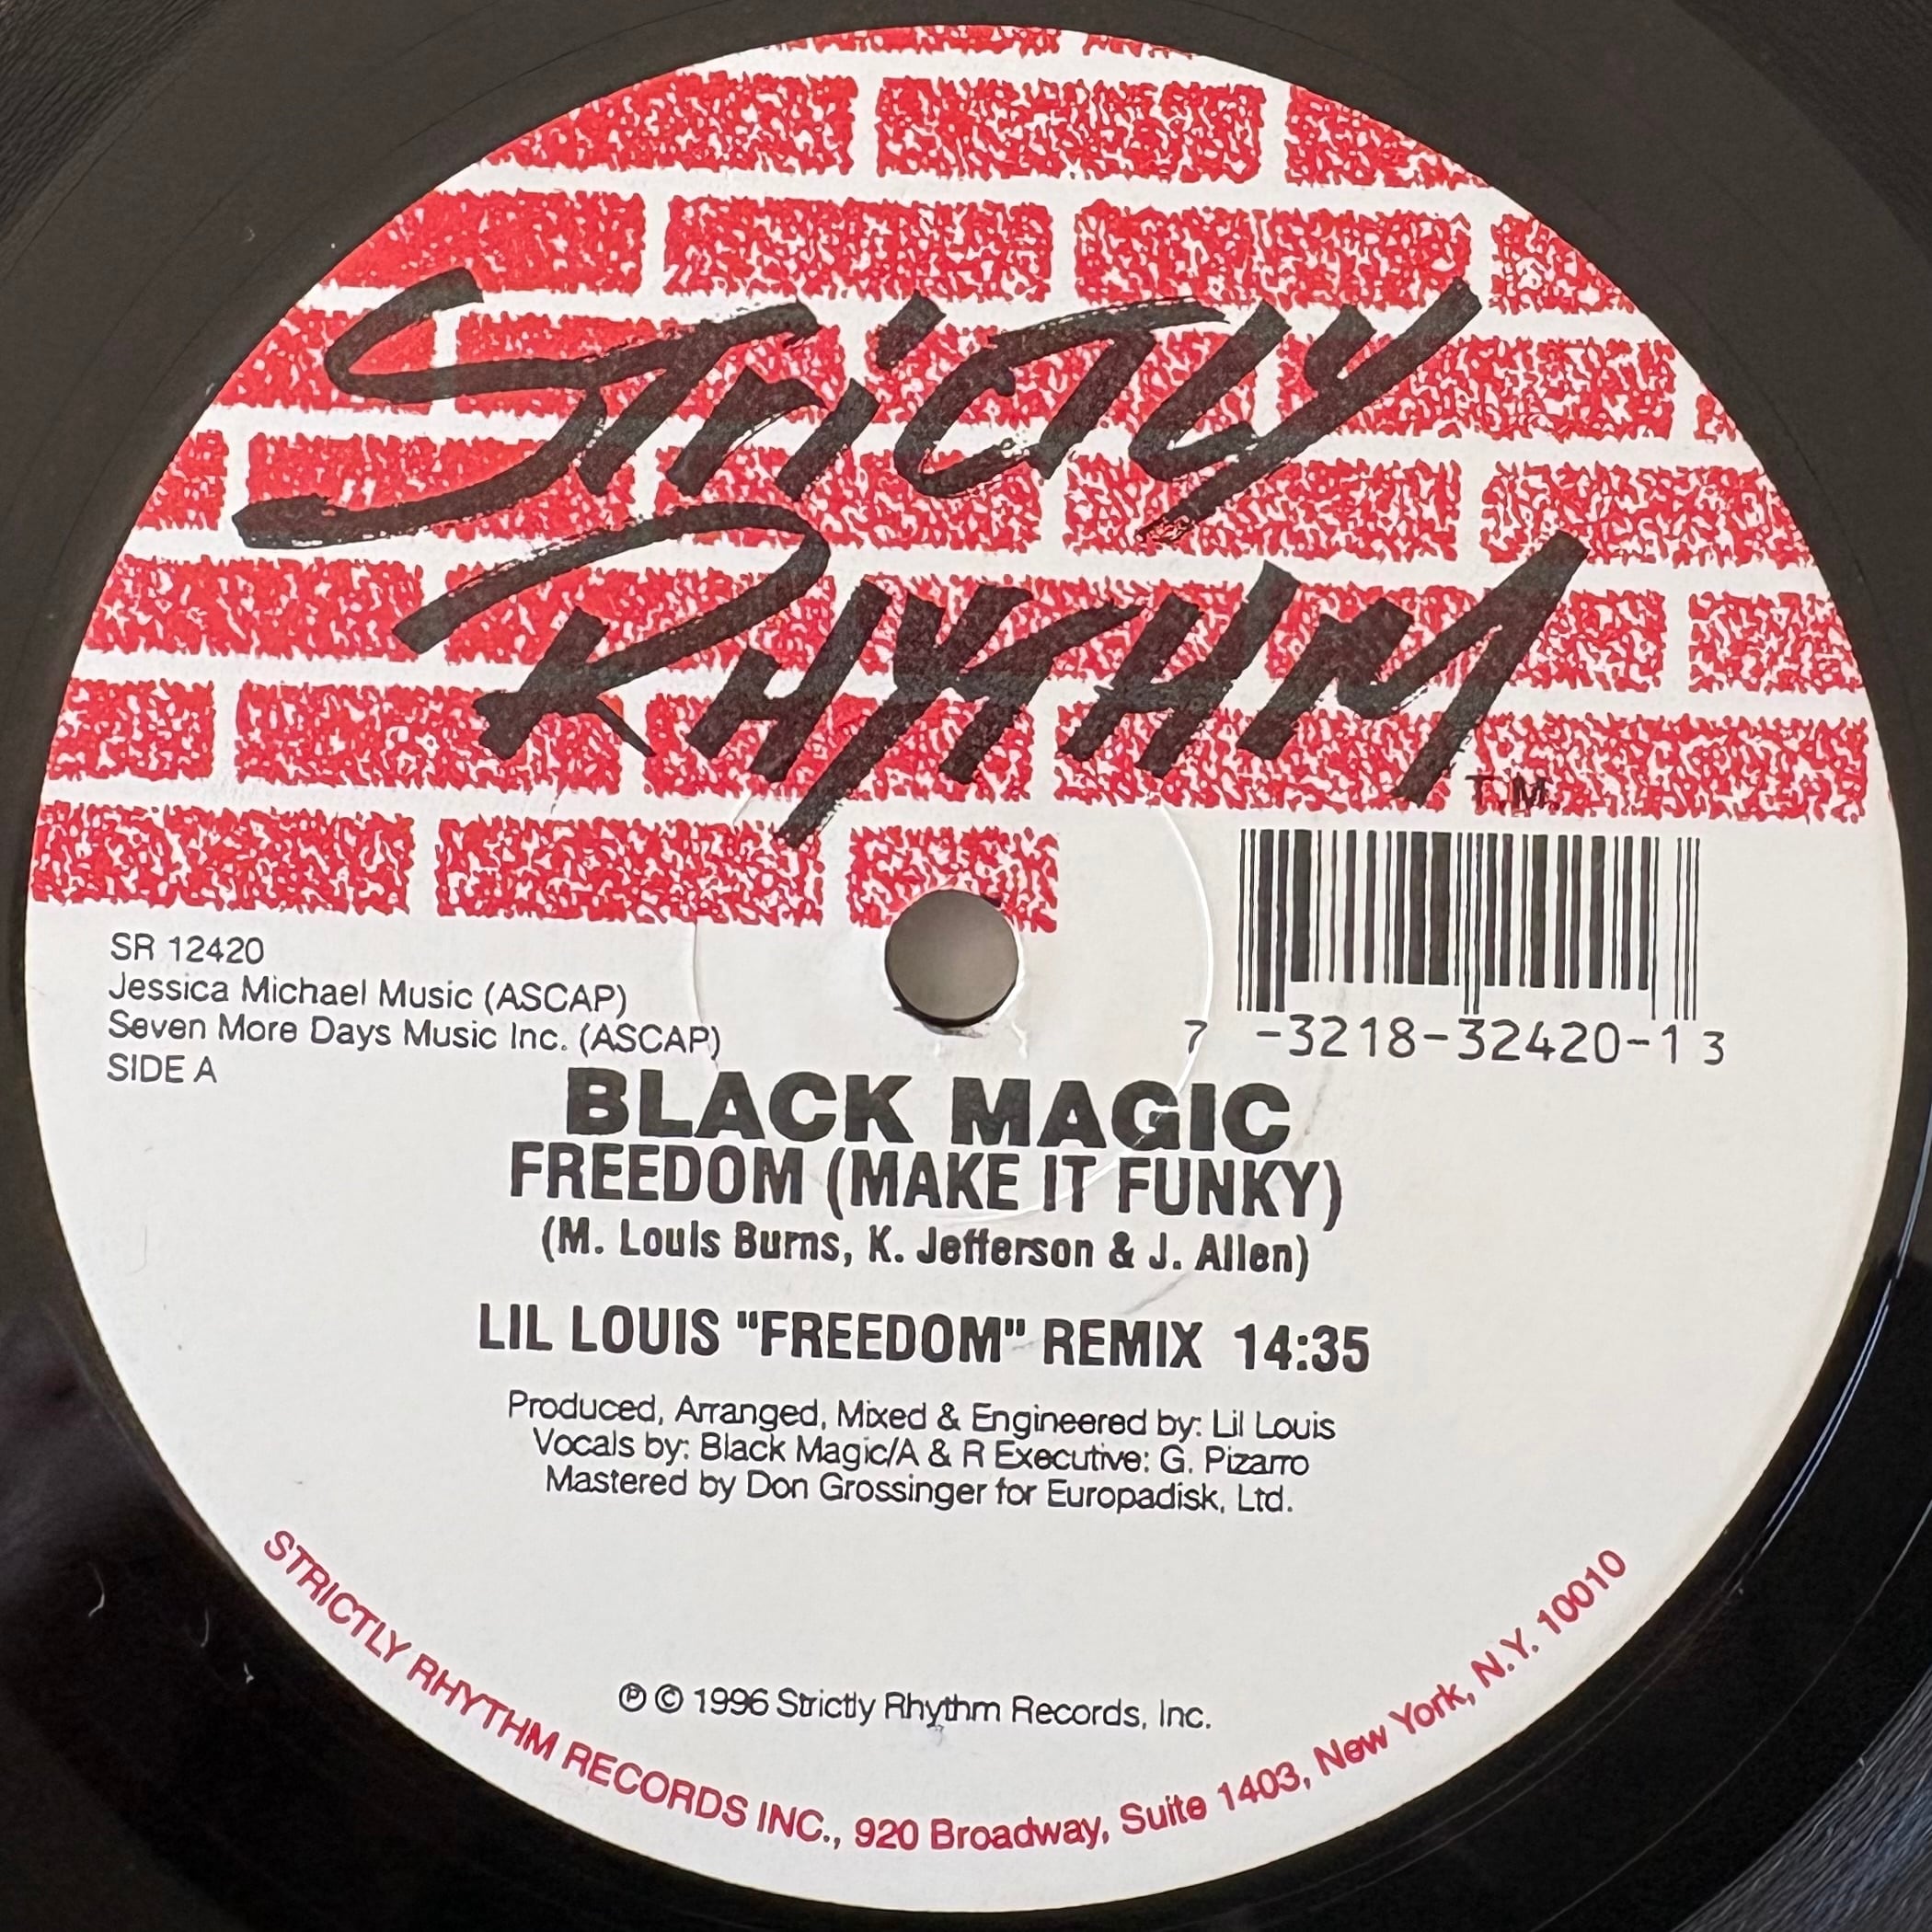 Strictly
Rhythm
T.M.
SR 12420
Jessica Michael Music (ASCAP)
Seven More Days Music Inc. (ASCAP)
SIDE A
7 -3218-32420-1 3
BLACK MAGIC
FREEDOM (MAKE IT FUNKY)
(M. Louis Burns, K. Jefferson & J. Allen)
LIL LOUIS "FREEDOM" REMIX 14:35
Produced, Arranged, Mixed & Engineered by: Lil Louis
Vocals by: Black Magic/A & R Executive: G. Pizarro
Mastered by Don Grossinger for Europadisk, Ltd.
℗ © 1996 Strictly Rhythm Records, Inc.
STRICTLY RHYTHM RECORDS INC., 920 Broadway, Suite 1403, New York, N.Y. 10010